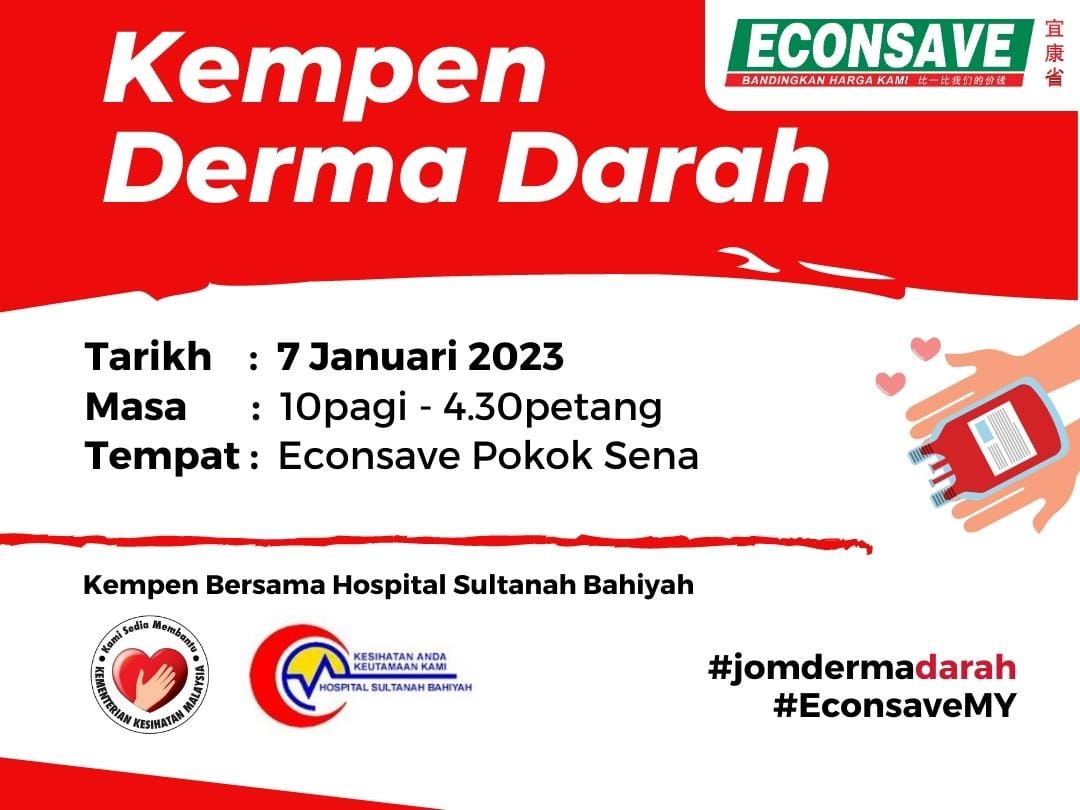 Kempen
Derma Darah
ECONSAVE
BANDINGKAN HARGA KAMI 比一比我们的价钱
宜康省
Tarikh : 7 Januari 2023
Masa : 10pagi - 4.30petang
Tempat : Econsave Pokok Sena
Kempen Bersama Hospital Sultanah Bahiyah
Kami Sedia Membantu
KEMENTERIAN KESIHATAN MALAYSIA
KESIHATAN ANDA
KEUTAMAAN KAMI
HOSPITAL SULTANAH BAHIYAH
#jomdermadarah
#EconsaveMY